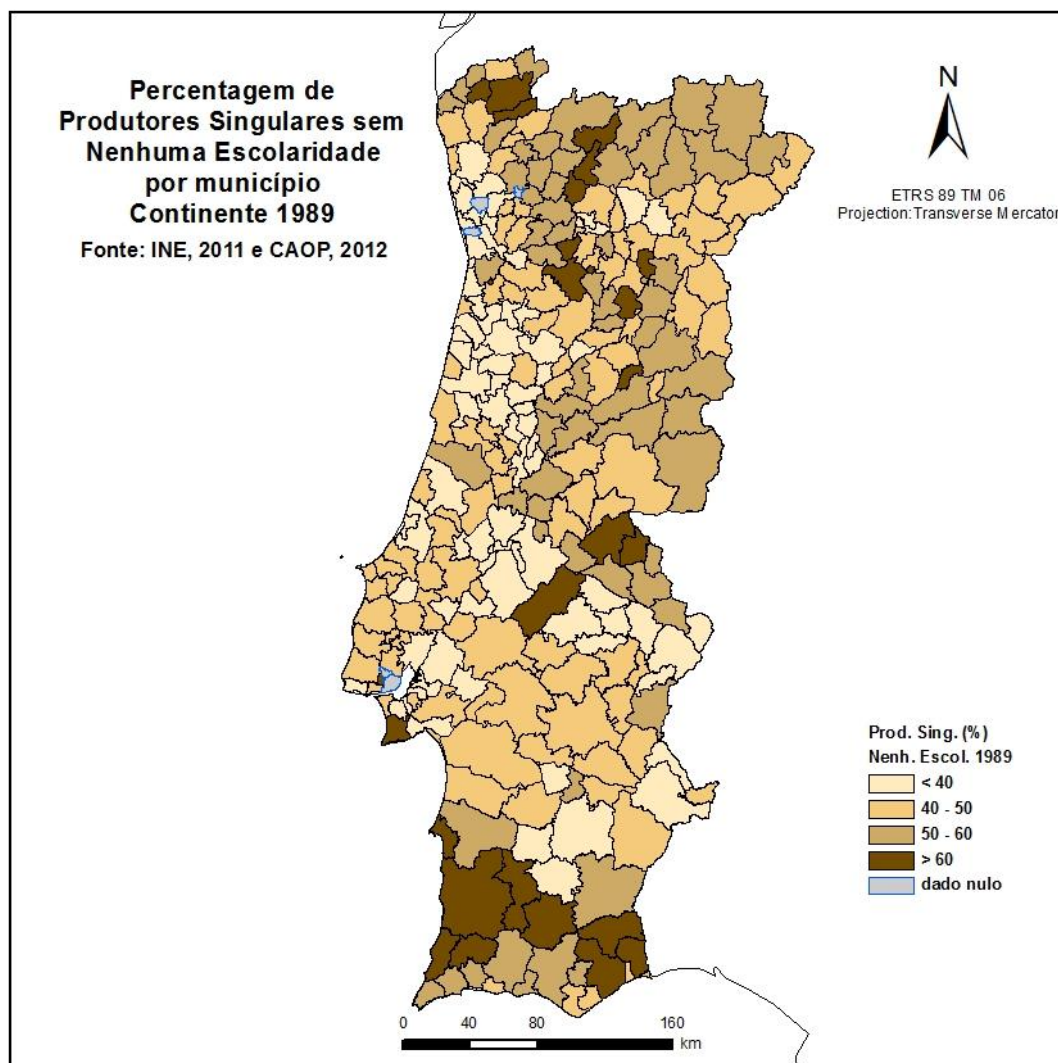 Percentagem de
Produtores Singulares sem
Nenhuma Escolaridade
por município
Continente 1989
Fonte: INE, 2011 e CAOP, 2012
N
ETRS 89 TM 06
Projection: Transverse Mercator
Prod. Sing. (%)
Nenh. Escol. 1989
< 40
40 - 50
50 - 60
> 60
dado nulo
0 40 80 160
km